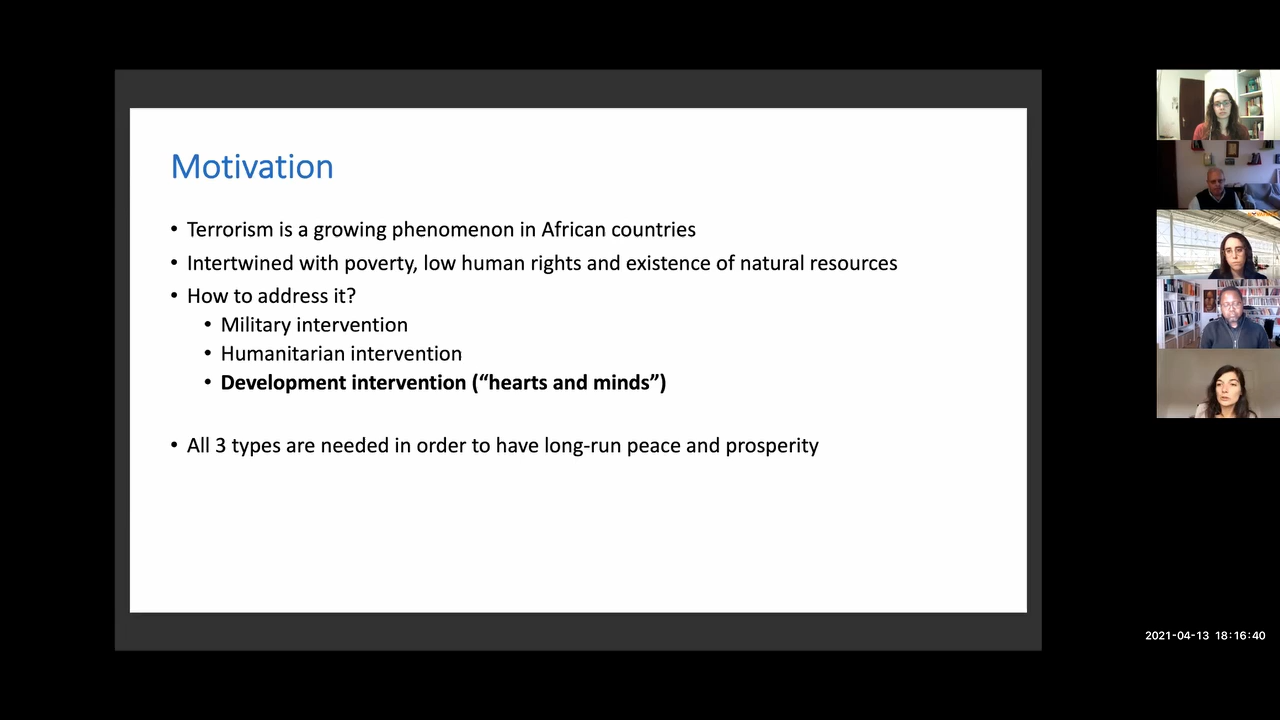 Motivation
• Terrorism is a growing phenomenon in African countries
• Intertwined with poverty, low human rights and existence of natural resources
• How to address it?
• Military intervention
• Humanitarian intervention
• Development intervention (“hearts and minds”)
• All 3 types are needed in order to have long-run peace and prosperity
2021-04-13 18:16:40